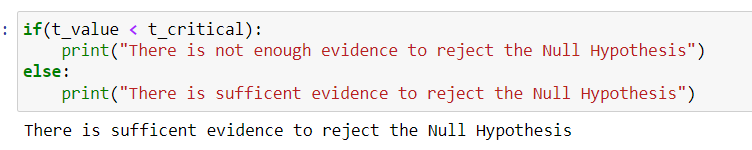 : if(t_value < t_critical):
print("There is not enough evidence to reject the Null Hypothesis")
else:
print("There is sufficent evidence to reject the Null Hypothesis")
There is sufficent evidence to reject the Null Hypothesis